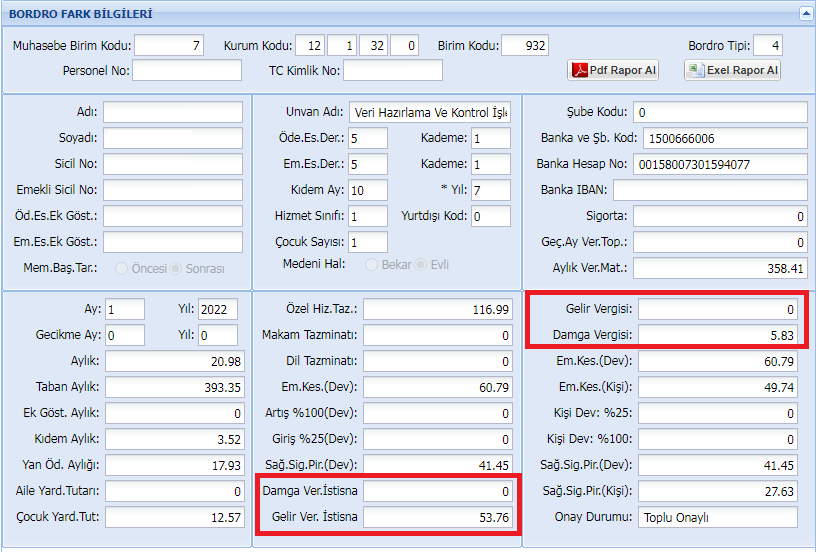 BORDRO FARK BİLGİLERİ
Muhasebe Birim Kodu: 7 Kurum Kodu: 12 1 32 0 Birim Kodu: 932 Bordro Tipi: 4
Personel No: TC Kimlik No: Pdf Rapor Al Exel Rapor Al
Adı: Unvan Adı: Veri Hazırlama Ve Kontrol İşle Şube Kodu: 0
Soyadı: Öde.Es.Der.: 5 Kademe: 1 Banka ve Şb. Kod: 1500666006
Sicil No: Em.Es.Der.: 5 Kademe: 1 Banka Hesap No: 00158007301594077
Emekli Sicil No: Kıdem Ay: 10 * Yıl: 7 Banka IBAN:
Öd.Es.Ek Göst.: Hizmet Sınıfı: 1 Yurtdışı Kod: 0 Sigorta: 0
Em.Es.Ek Göst.: Çocuk Sayısı: 1 Geç.Ay Ver.Top.: 0
Mem.Baş.Tar.: Öncesi Sonrası Medeni Hal: Bekar Evli Aylık Ver.Mat.: 358.41
Ay: 1 Yıl: 2022 Özel Hiz.Taz.: 116.99 Gelir Vergisi: 0
Gecikme Ay: 0 Yıl: 0 Makam Tazminatı: 0 Damga Vergisi: 5.83
Aylık: 20.98 Dil Tazminatı: 0 Em.Kes.(Dev): 60.79
Taban Aylık: 393.35 Em.Kes.(Dev): 60.79 Em.Kes.(Kişi): 49.74
Ek Göst. Aylık: 0 Artış %100(Dev): 0 Kişi Dev: %25: 0
Kıdem Aylık: 3.52 Giriş %25(Dev): 0 Kişi Dev: %100: 0
Yan Öd. Aylığı: 17.93 Sağ.Sig.Pir.(Dev): 41.45 Sağ.Sig.Pir.(Dev): 41.45
Aile Yard.Tutarı: 0 Damga Ver.İstisna 0 Sağ.Sig.Pir.(Kişi): 27.63
Çocuk Yard.Tut: 12.57 Gelir Ver. İstisna 53.76 Onay Durumu: Toplu Onaylı